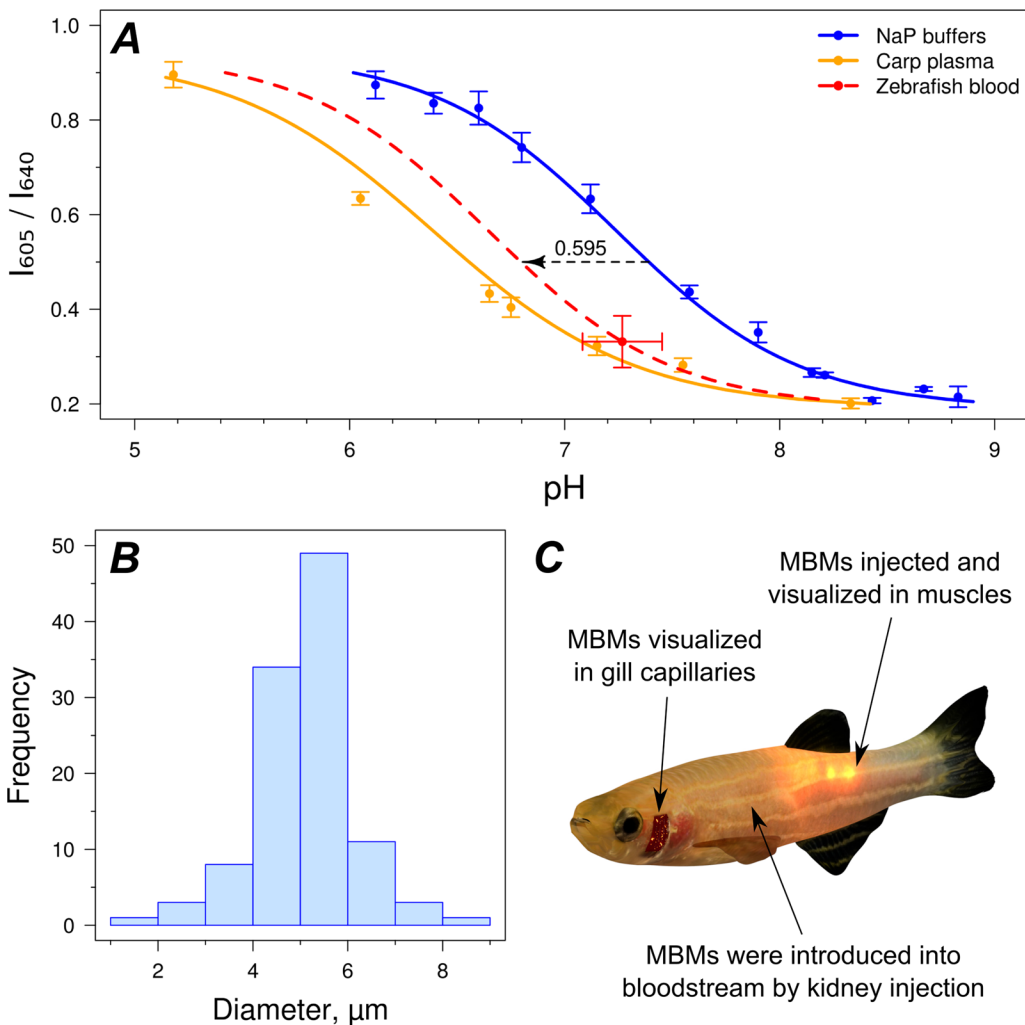 A
NaP buffers
Carp plasma
Zebrafish blood
I605 / I640
1.0
0.8
0.6
0.4
0.2
0.595
5
6
7
8
9
pH
B
Frequency
50
40
30
20
10
0
2
4
6
8
Diameter, µm
C
MBMs injected and
visualized in muscles
MBMs visualized
in gill capillaries
MBMs were introduced into
bloodstream by kidney injection